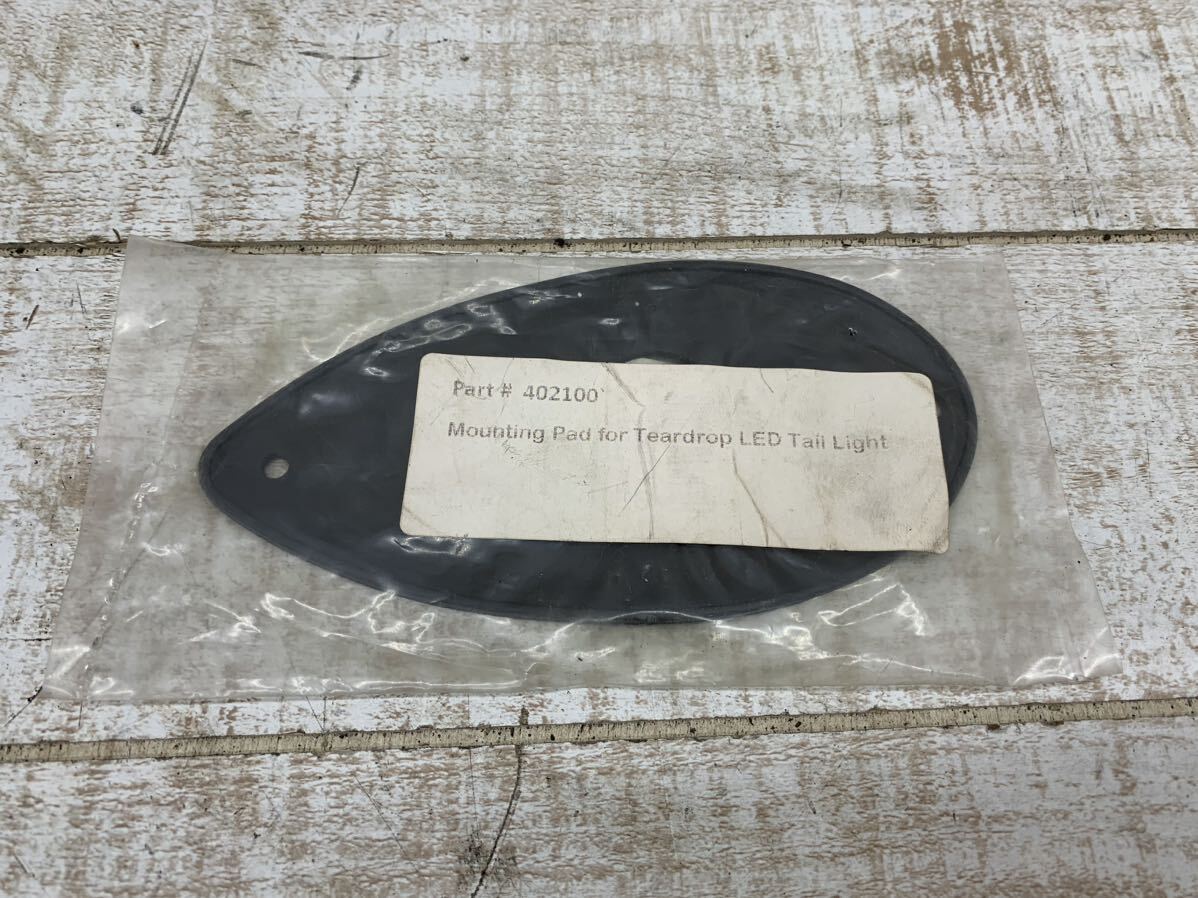 Part # 402100
Mounting Pad for Teardrop LED Tail Light